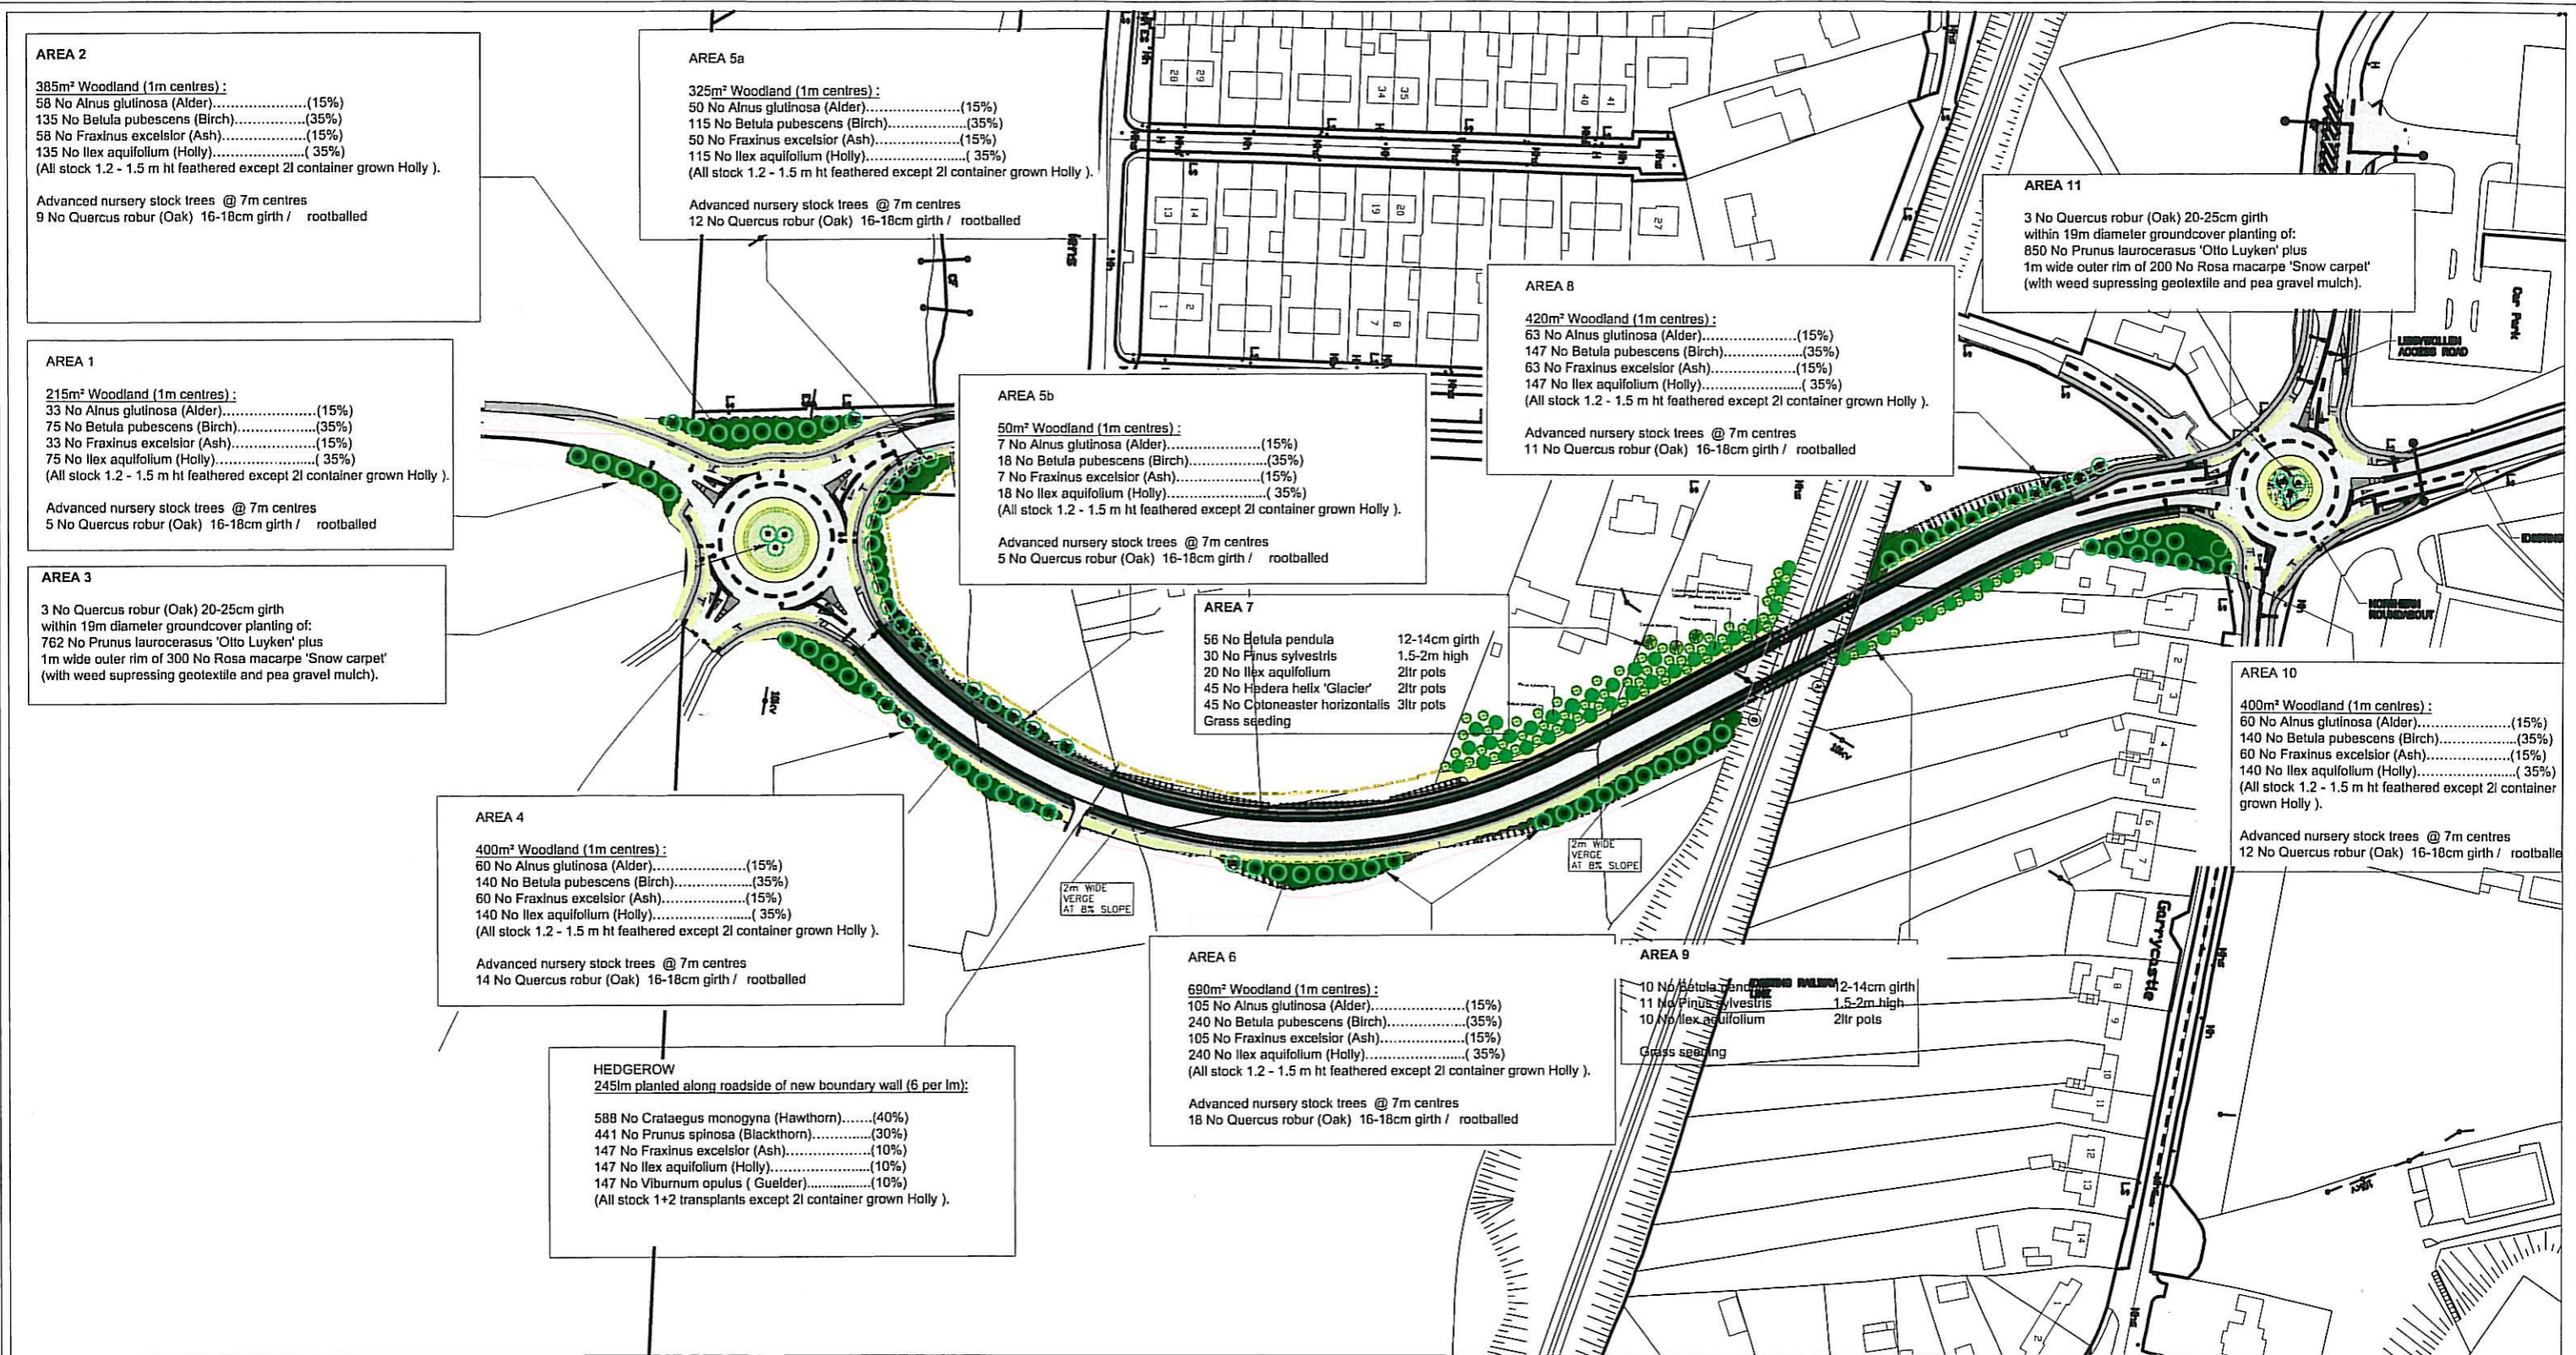 AREA 2
385m² Woodland (1m centres) :
58 No Alnus glutinosa (Alder)......................(15%)
135 No Betula pubescens (Birch)................(35%)
58 No Fraxinus excelsior (Ash)....................(15%)
135 No Ilex aquifolium (Holly)......................( 35%)
(All stock 1.2 - 1.5 m ht feathered except 2l container grown Holly ).
Advanced nursery stock trees @ 7m centres
9 No Quercus robur (Oak) 16-18cm girth / rootballed
AREA 5a
325m² Woodland (1m centres) :
50 No Alnus glutinosa (Alder)......................(15%)
115 No Betula pubescens (Birch)...................(35%)
50 No Fraxinus excelsior (Ash)....................(15%)
115 No Ilex aquifolium (Holly)......................( 35%)
(All stock 1.2 - 1.5 m ht feathered except 2l container grown Holly ).
Advanced nursery stock trees @ 7m centres
12 No Quercus robur (Oak) 16-18cm girth / rootballed
AREA 11
3 No Quercus robur (Oak) 20-25cm girth
within 19m diameter groundcover planting of:
850 No Prunus laurocerasus 'Otto Luyken' plus
1m wide outer rim of 200 No Rosa macarpe 'Snow carpet'
(with weed supressing geotextile and pea gravel mulch).
AREA 8
420m² Woodland (1m centres) :
63 No Alnus glutinosa (Alder)......................(15%)
147 No Betula pubescens (Birch)..................(35%)
63 No Fraxinus excelsior (Ash)....................(15%)
147 No Ilex aquifolium (Holly)......................( 35%)
(All stock 1.2 - 1.5 m ht feathered except 2l container grown Holly ).
Advanced nursery stock trees @ 7m centres
11 No Quercus robur (Oak) 16-18cm girth / rootballed
AREA 1
215m² Woodland (1m centres) :
33 No Alnus glutinosa (Alder)......................(15%)
75 No Betula pubescens (Birch)..................(35%)
33 No Fraxinus excelsior (Ash)....................(15%)
75 No Ilex aquifolium (Holly)......................( 35%)
(All stock 1.2 - 1.5 m ht feathered except 2l container grown Holly ).
Advanced nursery stock trees @ 7m centres
5 No Quercus robur (Oak) 16-18cm girth / rootballed
AREA 5b
50m² Woodland (1m centres) :
7 No Alnus glutinosa (Alder)......................(15%)
18 No Betula pubescens (Birch)...................(35%)
7 No Fraxinus excelsior (Ash)....................(15%)
18 No Ilex aquifolium (Holly)......................( 35%)
(All stock 1.2 - 1.5 m ht feathered except 2l container grown Holly ).
Advanced nursery stock trees @ 7m centres
5 No Quercus robur (Oak) 16-18cm girth / rootballed
AREA 3
3 No Quercus robur (Oak) 20-25cm girth
within 19m diameter groundcover planting of:
762 No Prunus laurocerasus 'Otto Luyken' plus
1m wide outer rim of 300 No Rosa macarpe 'Snow carpet'
(with weed supressing geotextile and pea gravel mulch).
AREA 7
56 No Betula pendula 12-14cm girth
30 No Pinus sylvestris 1.5-2m high
20 No Ilex aquifolium 2ltr pots
45 No Hedera helix 'Glacier' 2ltr pots
45 No Cotoneaster horizontalis 3ltr pots
Grass seeding
AREA 10
400m² Woodland (1m centres) :
60 No Alnus glutinosa (Alder)......................(15%)
140 No Betula pubescens (Birch)..................(35%)
60 No Fraxinus excelsior (Ash)....................(15%)
140 No Ilex aquifolium (Holly)......................( 35%)
(All stock 1.2 - 1.5 m ht feathered except 2l container
grown Holly ).
Advanced nursery stock trees @ 7m centres
12 No Quercus robur (Oak) 16-18cm girth / rootballe
AREA 4
400m² Woodland (1m centres) :
60 No Alnus glutinosa (Alder)......................(15%)
140 No Betula pubescens (Birch)..................(35%)
60 No Fraxinus excelsior (Ash)....................(15%)
140 No Ilex aquifolium (Holly)......................( 35%)
(All stock 1.2 - 1.5 m ht feathered except 2l container grown Holly ).
Advanced nursery stock trees @ 7m centres
14 No Quercus robur (Oak) 16-18cm girth / rootballed
2m WIDE
VERGE
AT 8% SLOPE
2m WIDE
VERGE
AT 8% SLOPE
AREA 6
690m² Woodland (1m centres) :
105 No Alnus glutinosa (Alder)......................(15%)
240 No Betula pubescens (Birch)..................(35%)
105 No Fraxinus excelsior (Ash)....................(15%)
240 No Ilex aquifolium (Holly)......................( 35%)
(All stock 1.2 - 1.5 m ht feathered except 2l container grown Holly ).
Advanced nursery stock trees @ 7m centres
18 No Quercus robur (Oak) 16-18cm girth / rootballed
AREA 9
10 No Betula 12-14cm girth
11 No Pinus sylvestris 1.5-2m high
10 No Ilex aquifolium 2ltr pots
Grass seeding
EXISTING RAILWAY
LINE
HEDGEROW
245lm planted along roadside of new boundary wall (6 per lm):
588 No Crataegus monogyna (Hawthorn).......(40%)
441 No Prunus spinosa (Blackthorn).............(30%)
147 No Fraxinus excelsior (Ash)...................(10%)
147 No Ilex aquifolium (Holly)......................(10%)
147 No Viburnum opulus ( Guelder)................(10%)
(All stock 1+2 transplants except 2l container grown Holly ).
Car Park
LISSYWOLLEN
ACCESS ROAD
NORTHERN
ROUNDABOUT
EXISTING
Garrycastle
10kv
10kv
10kv